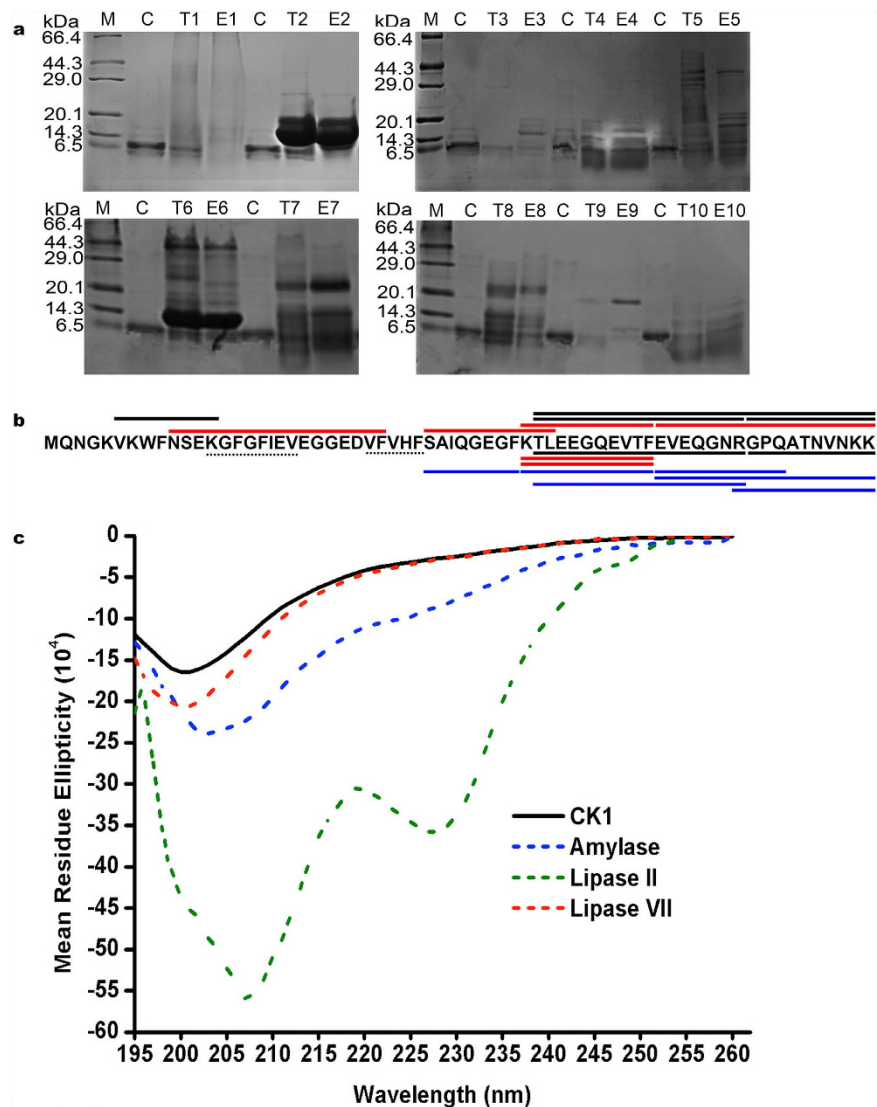 a
kDa M C T1 E1 C T2 E2
66.4
44.3
29.0
20.1
14.3
6.5
kDa M C T3 E3 C T4 E4 C T5 E5
66.4
44.3
29.0
20.1
14.3
6.5
kDa M C T6 E6 C T7 E7
66.4
44.3
29.0
20.1
14.3
6.5
kDa M C T8 E8 C T9 E9 C T10 E10
66.4
44.3
29.0
20.1
14.3
6.5
b
MQNGKVKWFNSEKGFGFIEVEGGEDVFVHFSAIQGEGFKTLEEGQEVTFEVEQGNRGPQATNVNKK
c
Mean Residue Ellipticity (10⁴)
0
-5
-10
-15
-20
-25
-30
-35
-40
-45
-50
-55
-60
CK1
Amylase
Lipase II
Lipase VII
195 200 205 210 215 220 225 230 235 240 245 250 255 260
Wavelength (nm)